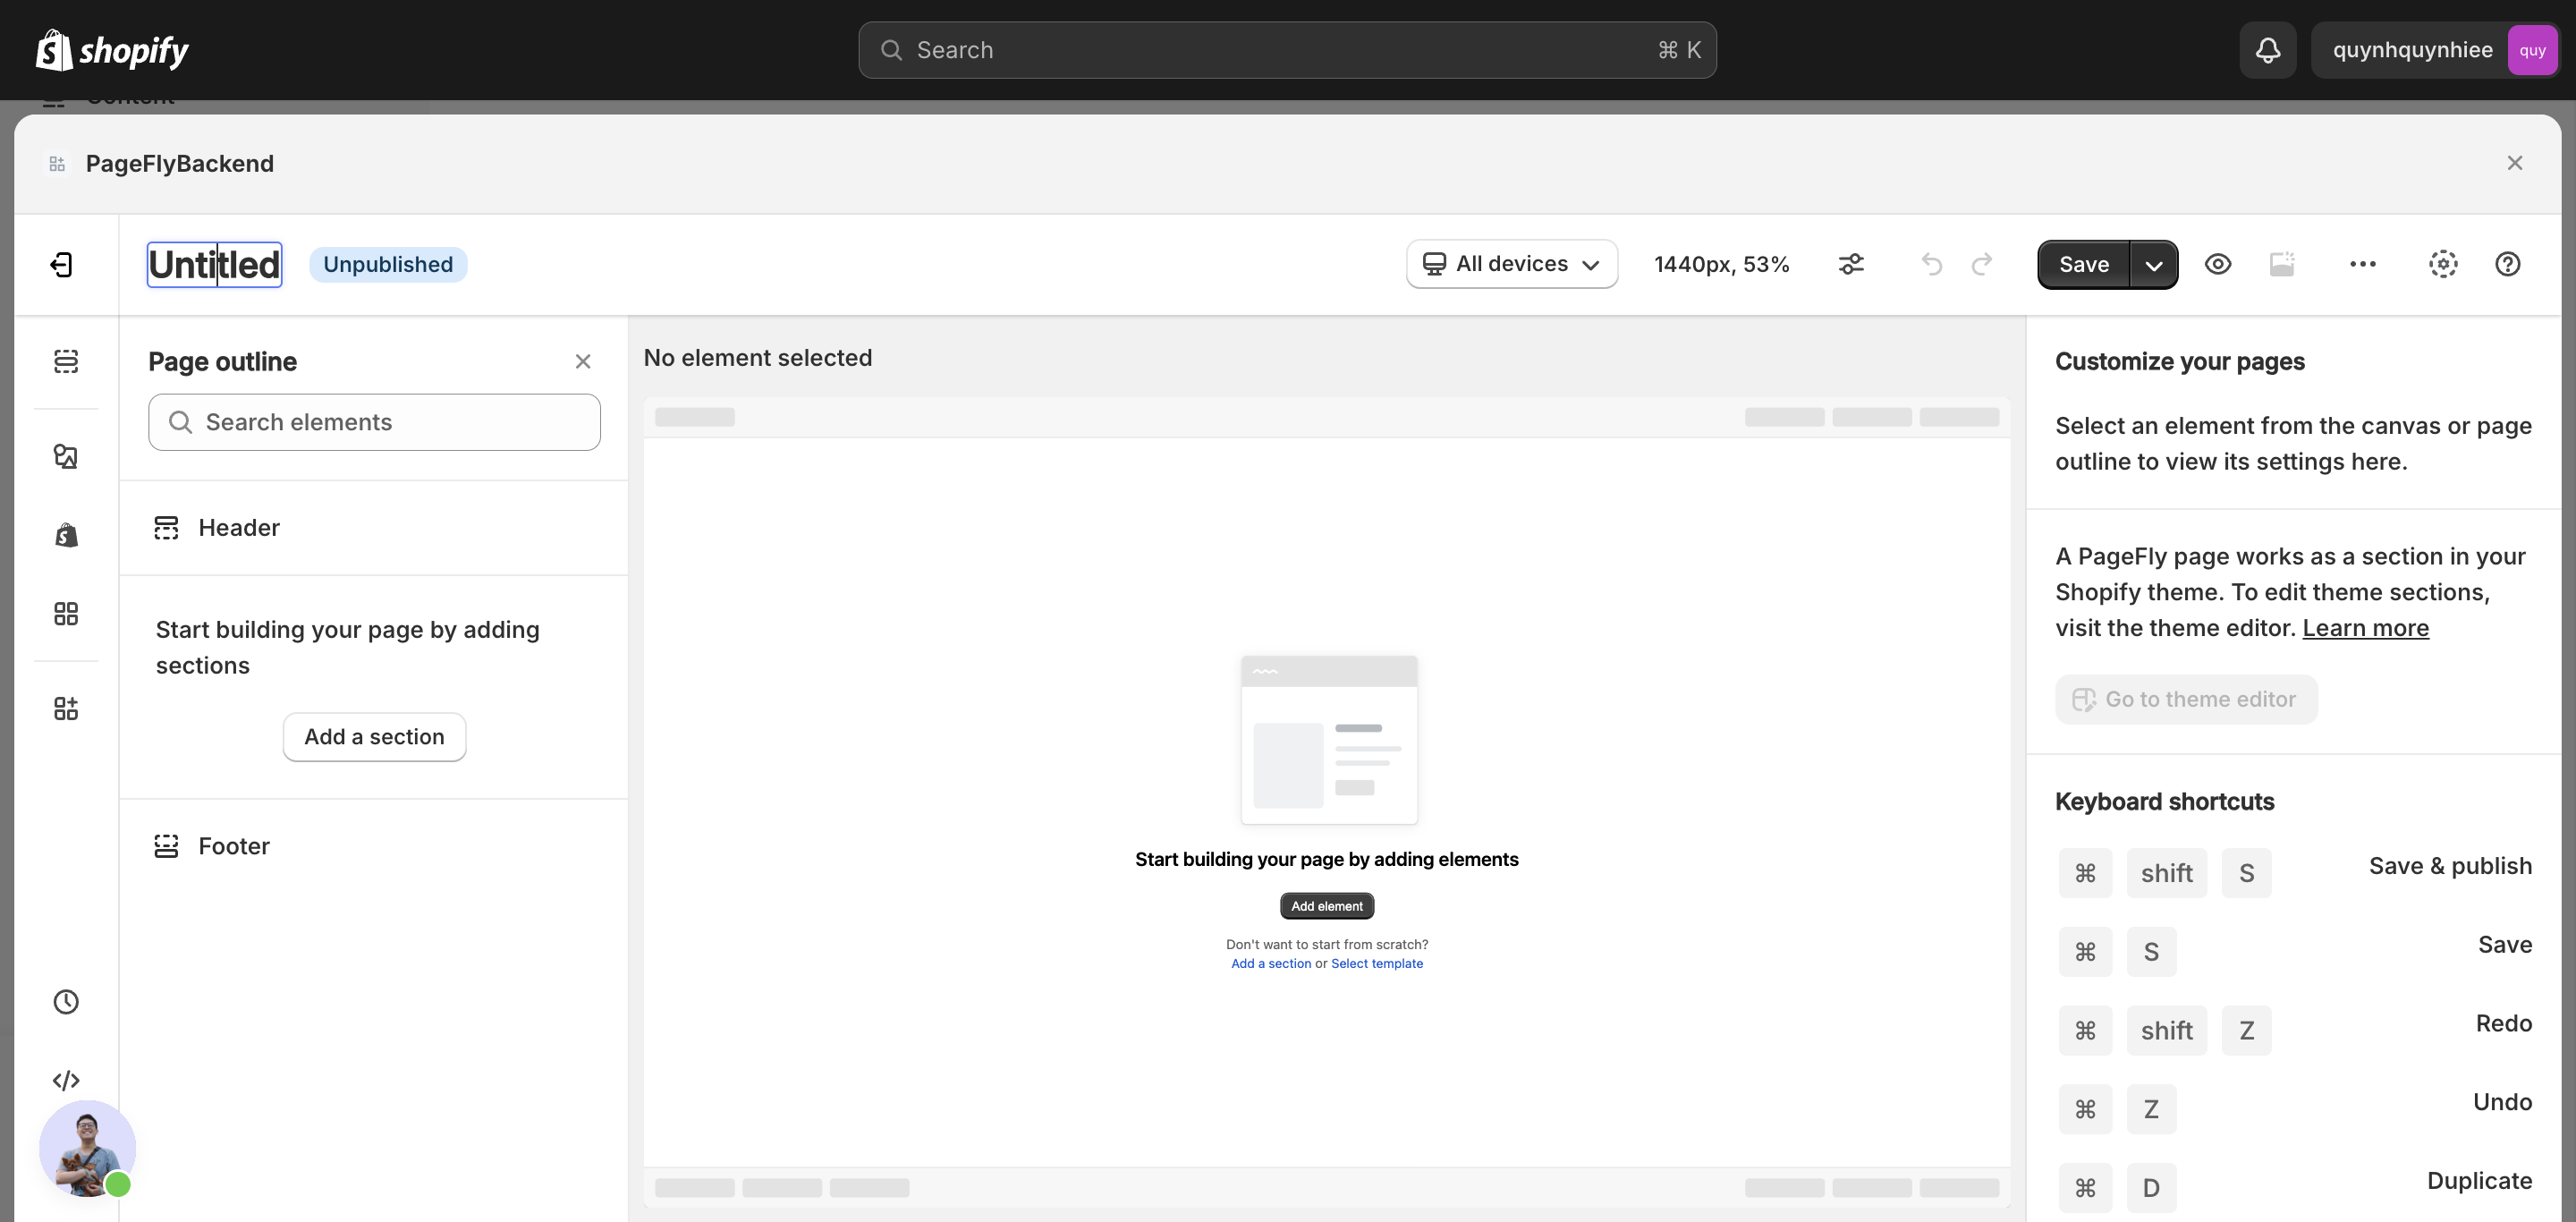 shopify
Search
⌘ K
quynhquynhiee
quy
Content
PageFlyBackend
Untitled
Unpublished
All devices
1440px, 53%
Save
Page outline
Search elements
Header
Start building your page by adding
sections
Add a section
Footer
No element selected
Start building your page by adding elements
Add element
Don't want to start from scratch?
Add a section or Select template
Customize your pages
Select an element from the canvas or page
outline to view its settings here.
A PageFly page works as a section in your
Shopify theme. To edit theme sections,
visit the theme editor. Learn more
Go to theme editor
Keyboard shortcuts
⌘ shift S Save & publish
⌘ S Save
⌘ shift Z Redo
⌘ Z Undo
⌘ D Duplicate